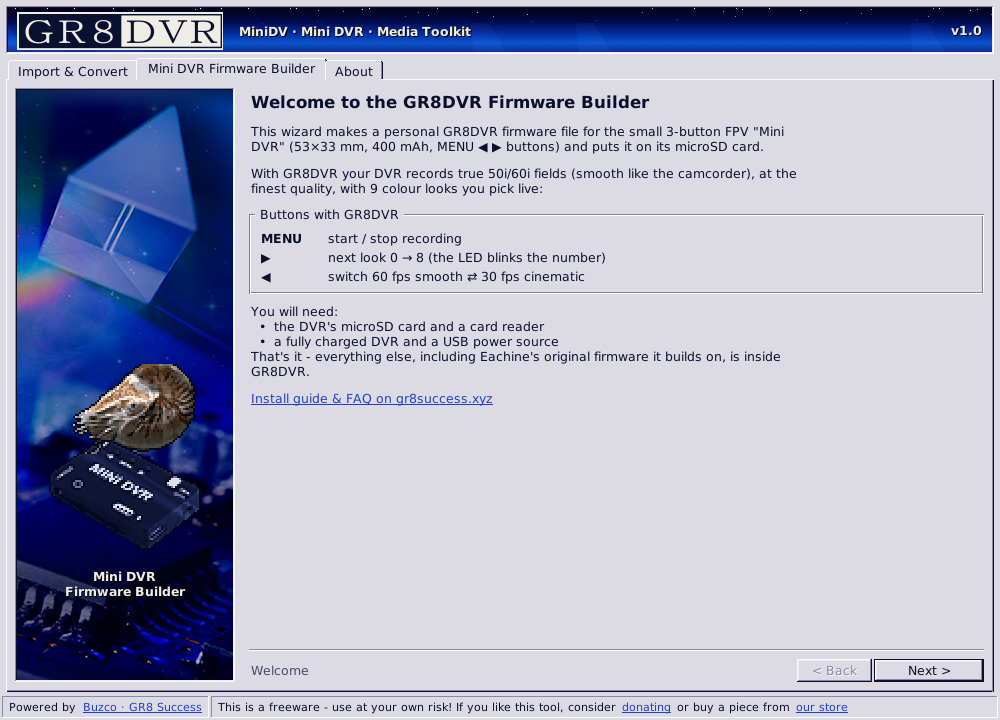 GR8DVR MiniDV · Mini DVR · Media Toolkit v1.0
Import & Convert Mini DVR Firmware Builder About
Welcome to the GR8DVR Firmware Builder
This wizard makes a personal GR8DVR firmware file for the small 3-button FPV "Mini
DVR" (53×33 mm, 400 mAh, MENU ◀ ▶ buttons) and puts it on its microSD card.
With GR8DVR your DVR records true 50i/60i fields (smooth like the camcorder), at the
finest quality, with 9 colour looks you pick live:
Buttons with GR8DVR
MENU start / stop recording
▶ next look 0 → 8 (the LED blinks the number)
◀ switch 60 fps smooth ⇄ 30 fps cinematic
You will need:
• the DVR's microSD card and a card reader
• a fully charged DVR and a USB power source
That's it - everything else, including Eachine's original firmware it builds on, is inside
GR8DVR.
Install guide & FAQ on gr8success.xyz
MINI DVR
Mini DVR
Firmware Builder
Welcome < Back Next >
Powered by Buzco · GR8 Success This is a freeware - use at your own risk! If you like this tool, consider donating or buy a piece from our store